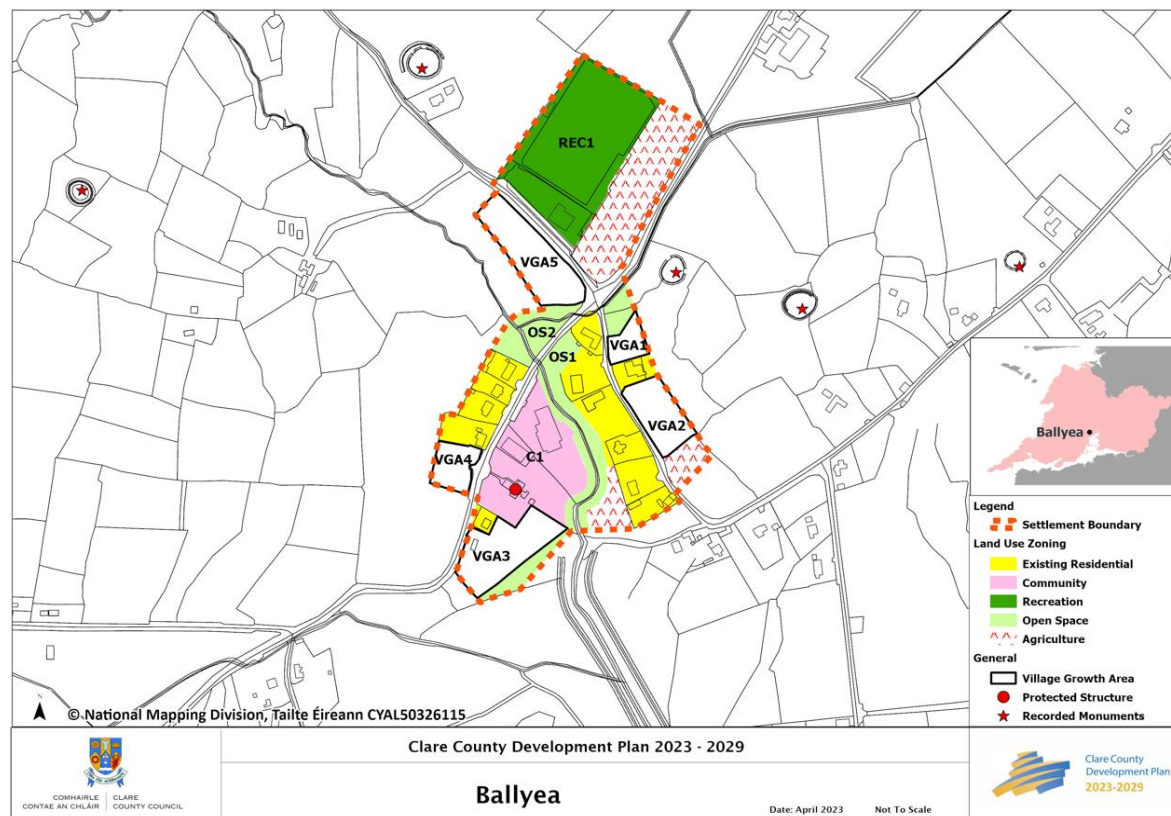 REC1
VGA5
OS2
OS1
VGA1
VGA2
VGA4
C1
VGA3
Ballyea
Legend
Settlement Boundary
Land Use Zoning
Existing Residential
Community
Recreation
Open Space
Agriculture
General
Village Growth Area
Protected Structure
Recorded Monuments
N
© National Mapping Division, Tailte Éireann CYAL50326115
COMHAIRLE
CONTAE AN CHLÁIR
CLARE
COUNTY COUNCIL
Clare County Development Plan 2023 - 2029
Ballyea
Date: April 2023
Not To Scale
Clare County
Development Plan
2023-2029